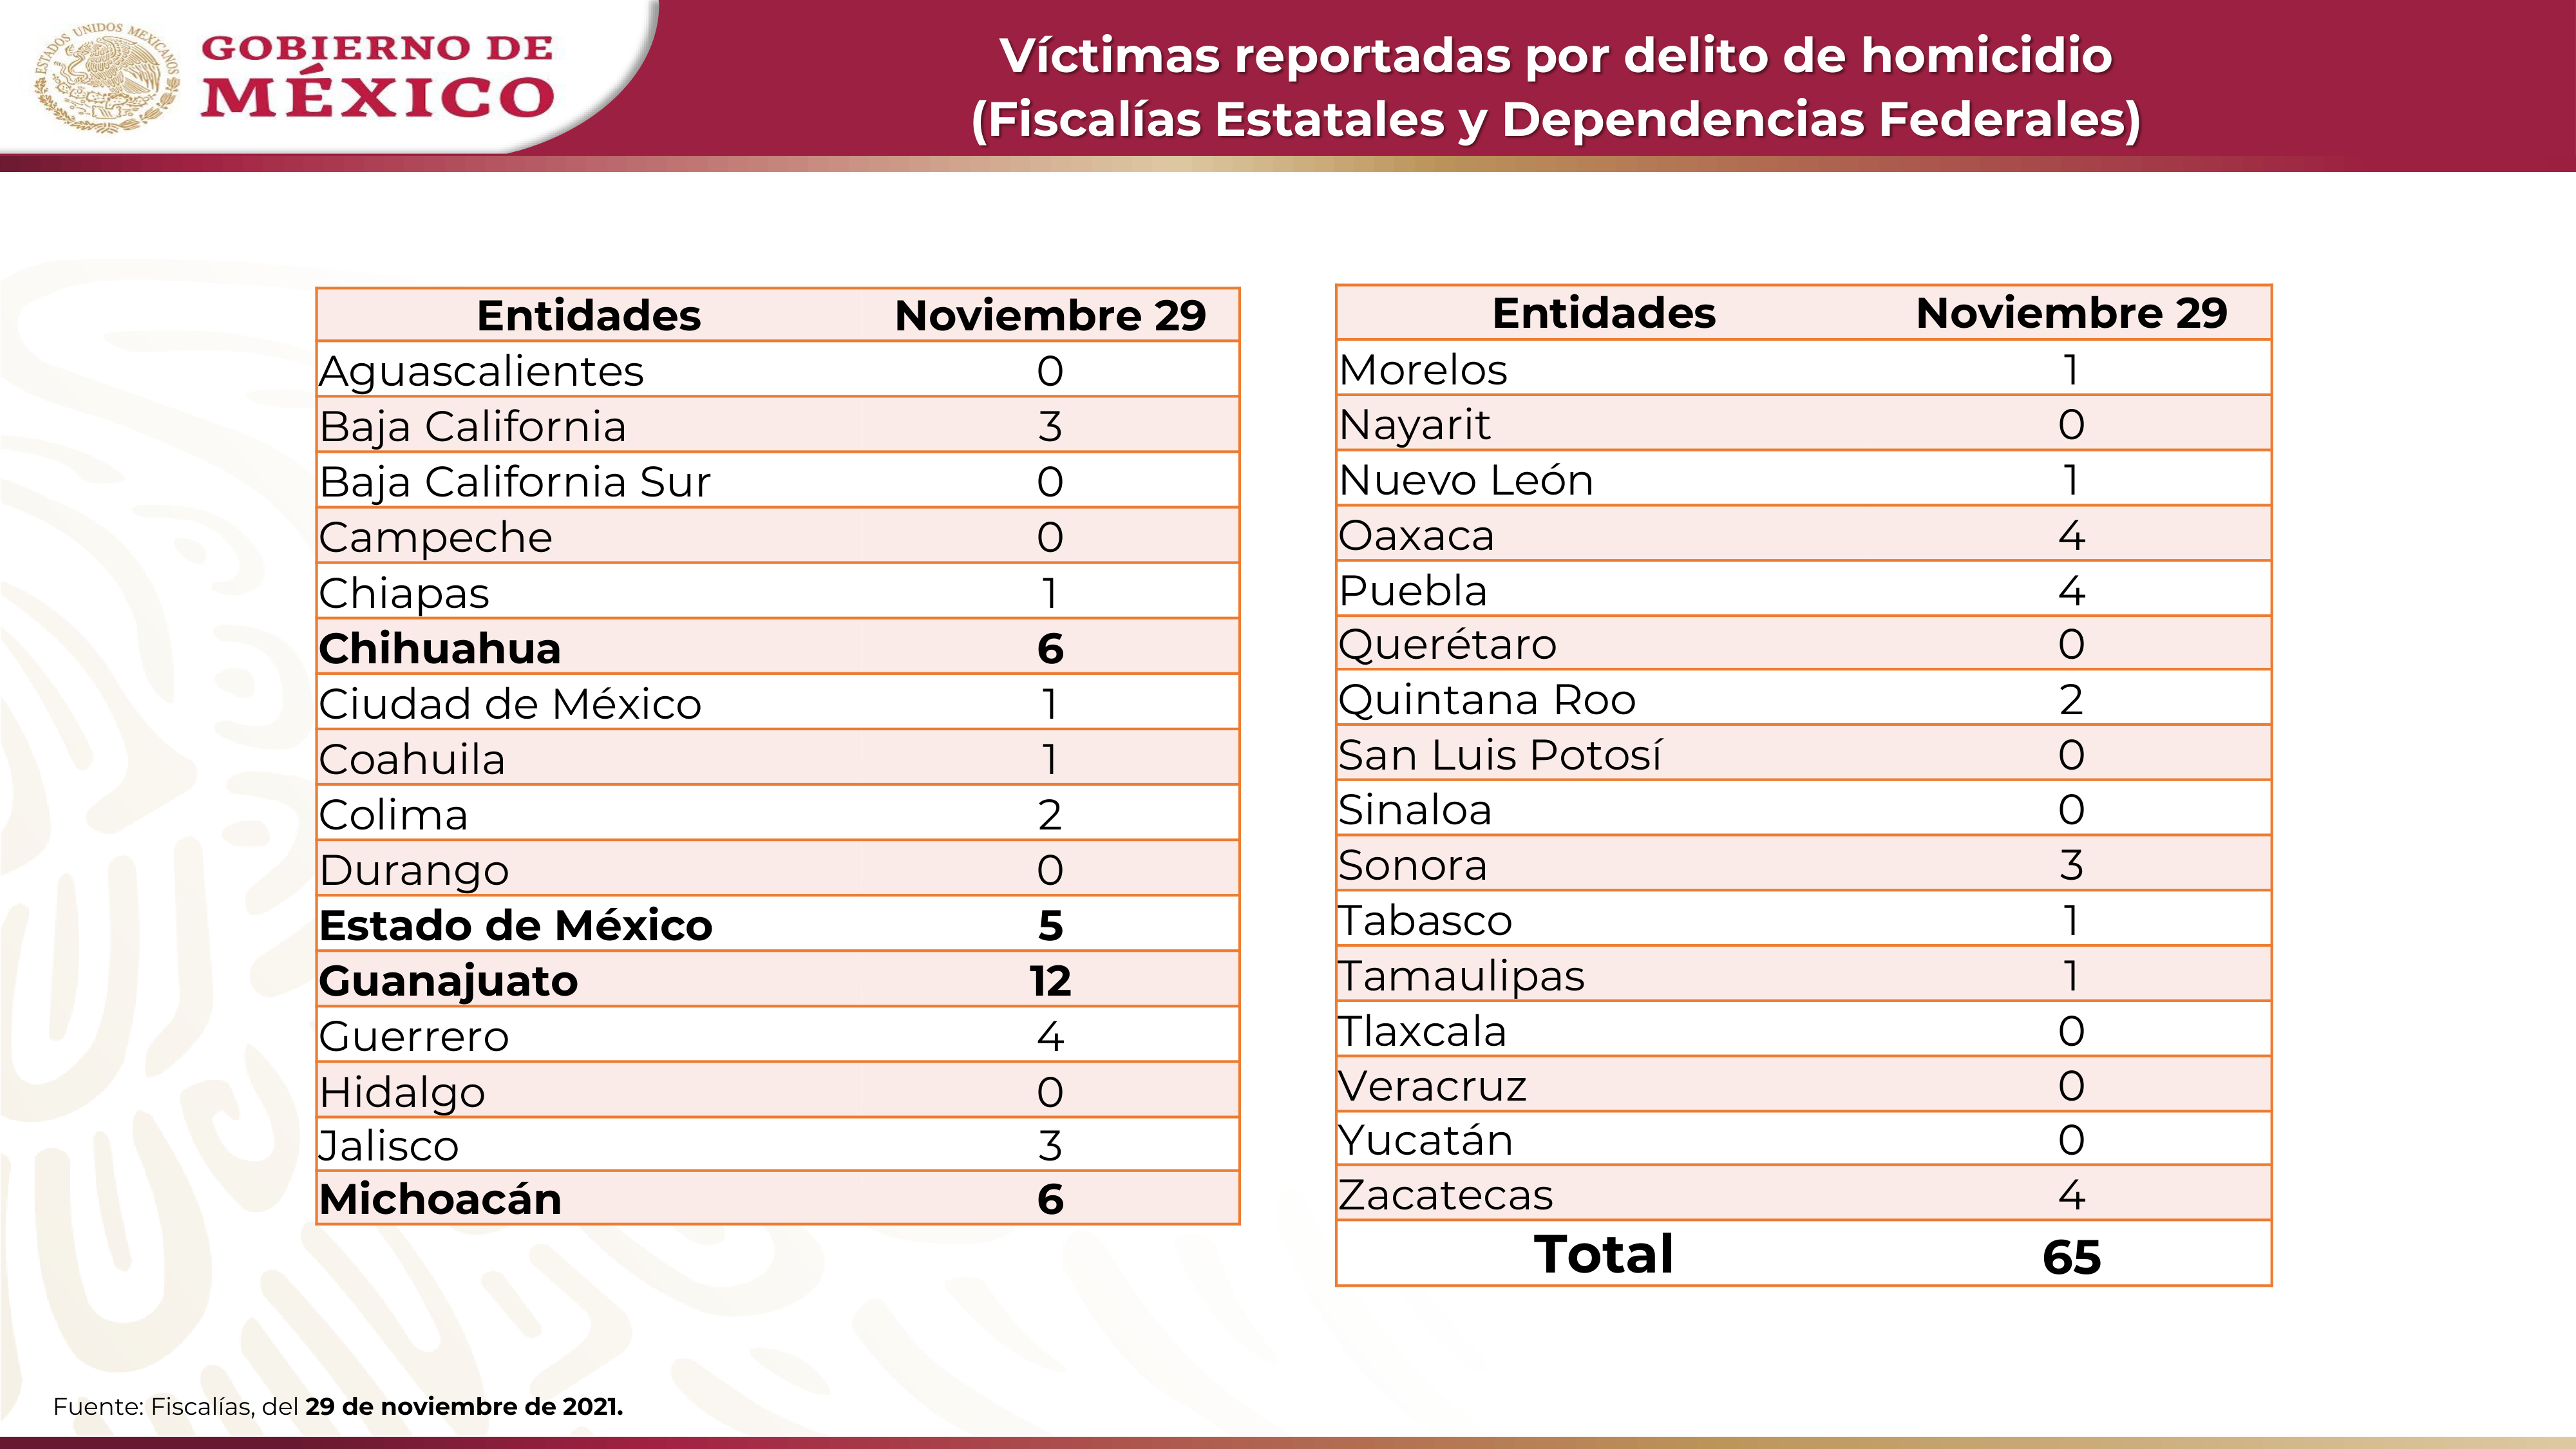 ESTADOS UNIDOS MEXICANOS
GOBIERNO DE
MÉXICO
Víctimas reportadas por delito de homicidio
(Fiscalías Estatales y Dependencias Federales)
Entidades Noviembre 29
Aguascalientes 0
Baja California 3
Baja California Sur 0
Campeche 0
Chiapas 1
Chihuahua 6
Ciudad de México 1
Coahuila 1
Colima 2
Durango 0
Estado de México 5
Guanajuato 12
Guerrero 4
Hidalgo 0
Jalisco 3
Michoacán 6
Entidades Noviembre 29
Morelos 1
Nayarit 0
Nuevo León 1
Oaxaca 4
Puebla 4
Querétaro 0
Quintana Roo 2
San Luis Potosí 0
Sinaloa 0
Sonora 3
Tabasco 1
Tamaulipas 1
Tlaxcala 0
Veracruz 0
Yucatán 0
Zacatecas 4
Total 65
Fuente: Fiscalías, del 29 de noviembre de 2021.